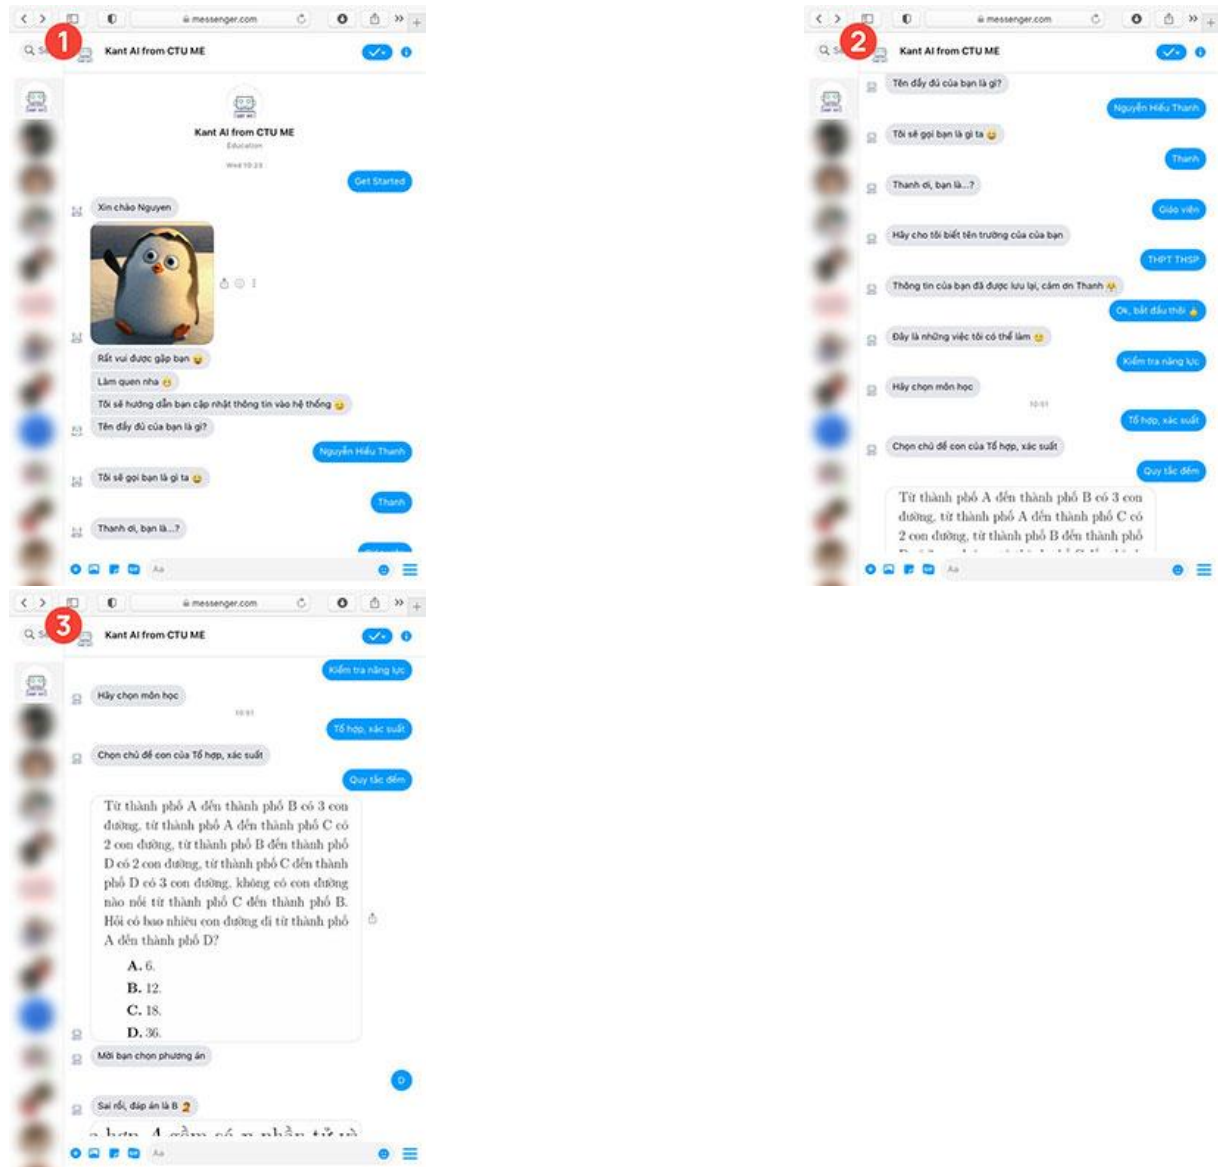 messenger.com
1
Kant AI from CTU ME
Kant AI from CTU ME
Education
Wed 10:23
Get Started
Xin chào Nguyen
Rất vui được gặp bạn
Làm quen nha
Tôi sẽ hướng dẫn bạn cập nhật thông tin vào hệ thống
Tên đầy đủ của bạn là gì?
Nguyễn Hiếu Thanh
Tôi sẽ gọi bạn là gì ta
Thanh
Thanh ơi, bạn là...?
Aa
messenger.com
2
Kant AI from CTU ME
Tên đầy đủ của bạn là gì?
Nguyễn Hiếu Thanh
Tôi sẽ gọi bạn là gì ta
Thanh
Thanh ơi, bạn là...?
Giáo viên
Hãy cho tôi biết tên trường của của bạn
THPT THSP
Thông tin của bạn đã được lưu lại, cám ơn Thanh
Ok, bắt đầu thôi
Đây là những việc tôi có thể làm
Kiểm tra năng lực
Hãy chọn môn học
10:51
Tổ hợp, xác suất
Chọn chủ đề con của Tổ hợp, xác suất
Quy tắc đếm
Từ thành phố A đến thành phố B có 3 con
đường, từ thành phố A đến thành phố C có
2 con đường, từ thành phố B đến thành phố
Aa
messenger.com
3
Kant AI from CTU ME
Kiểm tra năng lực
Hãy chọn môn học
10:51
Tổ hợp, xác suất
Chọn chủ đề con của Tổ hợp, xác suất
Quy tắc đếm
Từ thành phố A đến thành phố B có 3 con
đường, từ thành phố A đến thành phố C có
2 con đường, từ thành phố B đến thành phố
D có 2 con đường, từ thành phố C đến thành
phố D có 3 con đường, không có con đường
nào nối từ thành phố C đến thành phố B.
Hỏi có bao nhiêu con đường đi từ thành phố
A đến thành phố D?
A. 6.
B. 12.
C. 18.
D. 36.
Mời bạn chọn phương án
D
Sai rồi, đáp án là B
Aa